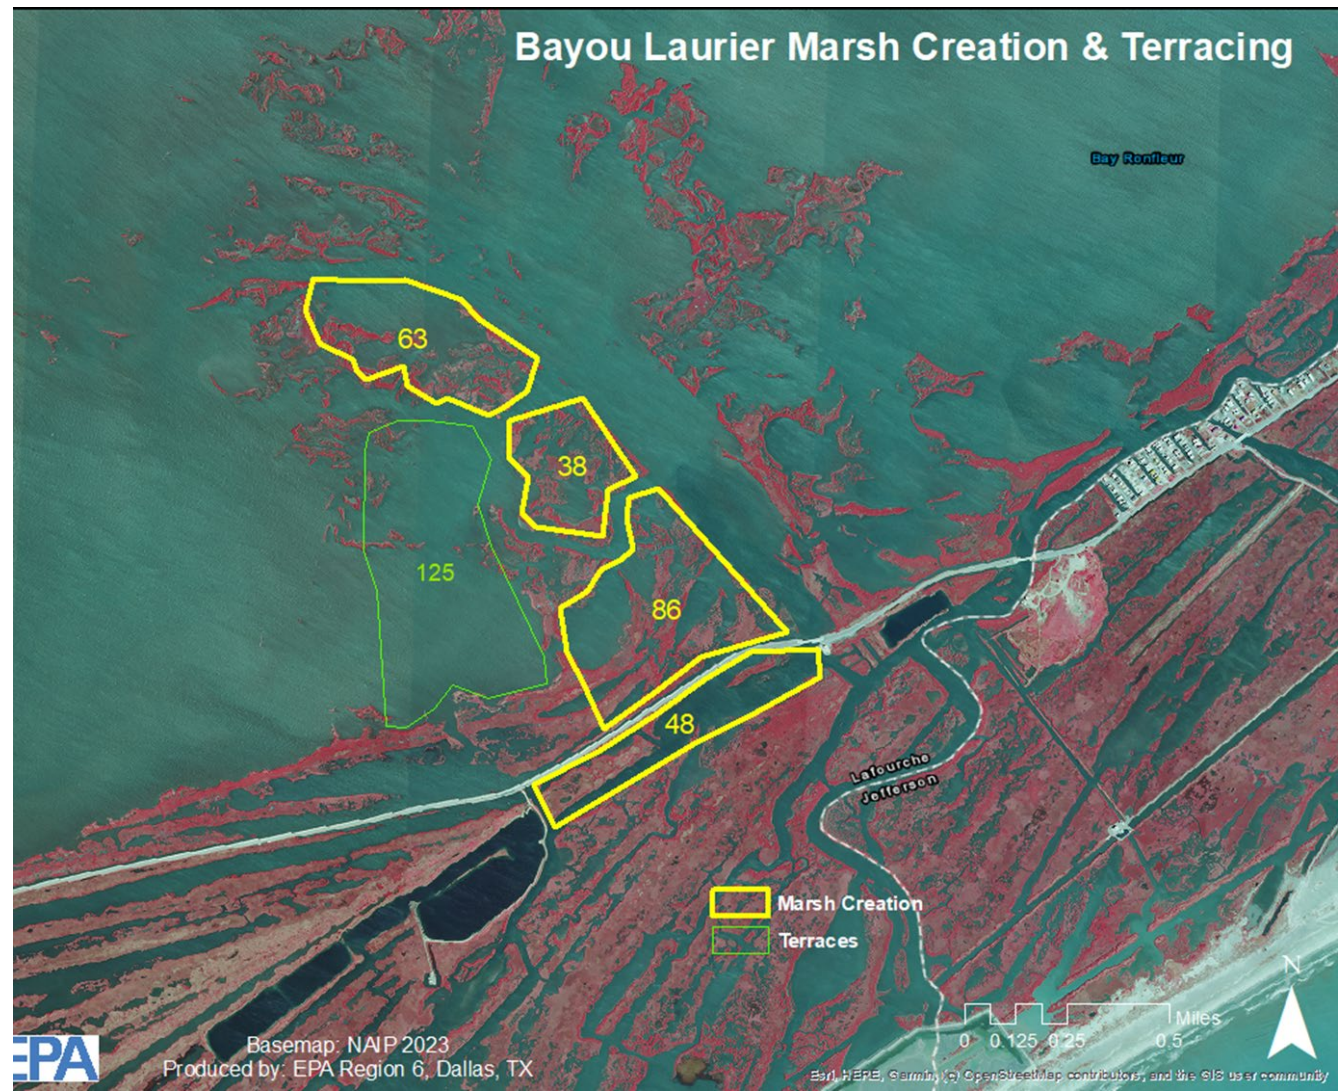 Bayou Laurier Marsh Creation & Terracing
Bay Ronfleur
63
38
125
86
48
Lafourche
Jefferson
Marsh Creation
Terraces
N
Miles
0 0.125 0.25 0.5
EPA
Basemap: NAIP 2023
Produced by: EPA Region 6, Dallas, TX
Esri, HERE, Garmin, (c) OpenStreetMap contributors, and the GIS user community